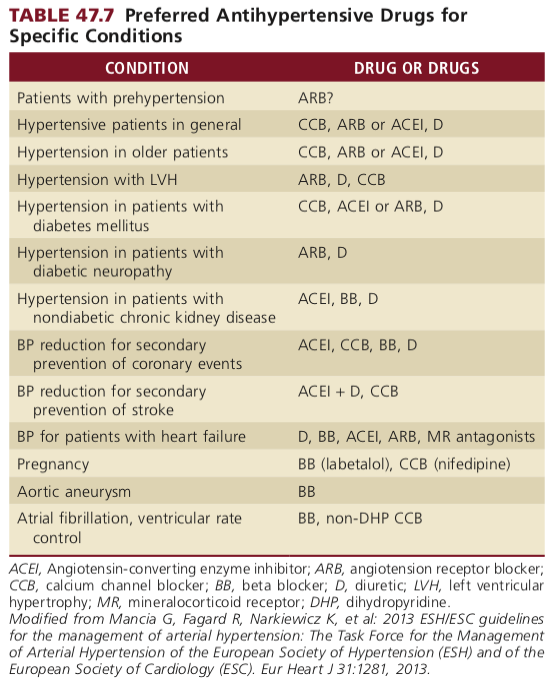 TABLE 47.7 Preferred Antihypertensive Drugs for
Specific Conditions
CONDITION DRUG OR DRUGS
Patients with prehypertension ARB?
Hypertensive patients in general CCB, ARB or ACEI, D
Hypertension in older patients CCB, ARB or ACEI, D
Hypertension with LVH ARB, D, CCB
Hypertension in patients with CCB, ACEI or ARB, D
diabetes mellitus
Hypertension in patients with ARB, D
diabetic neuropathy
Hypertension in patients with ACEI, BB, D
nondiabetic chronic kidney disease
BP reduction for secondary ACEI, CCB, BB, D
prevention of coronary events
BP reduction for secondary ACEI + D, CCB
prevention of stroke
BP for patients with heart failure D, BB, ACEI, ARB, MR antagonists
Pregnancy BB (labetalol), CCB (nifedipine)
Aortic aneurysm BB
Atrial fibrillation, ventricular rate BB, non-DHP CCB
control
ACEI, Angiotensin-converting enzyme inhibitor; ARB, angiotension receptor blocker;
CCB, calcium channel blocker; BB, beta blocker; D, diuretic; LVH, left ventricular
hypertrophy; MR, mineralocorticoid receptor; DHP, dihydropyridine.
Modified from Mancia G, Fagard R, Narkiewicz K, et al: 2013 ESH/ESC guidelines
for the management of arterial hypertension: The Task Force for the Management
of Arterial Hypertension of the European Society of Hypertension (ESH) and of
the European Society of Cardiology (ESC). Eur Heart J 31:1281, 2013.